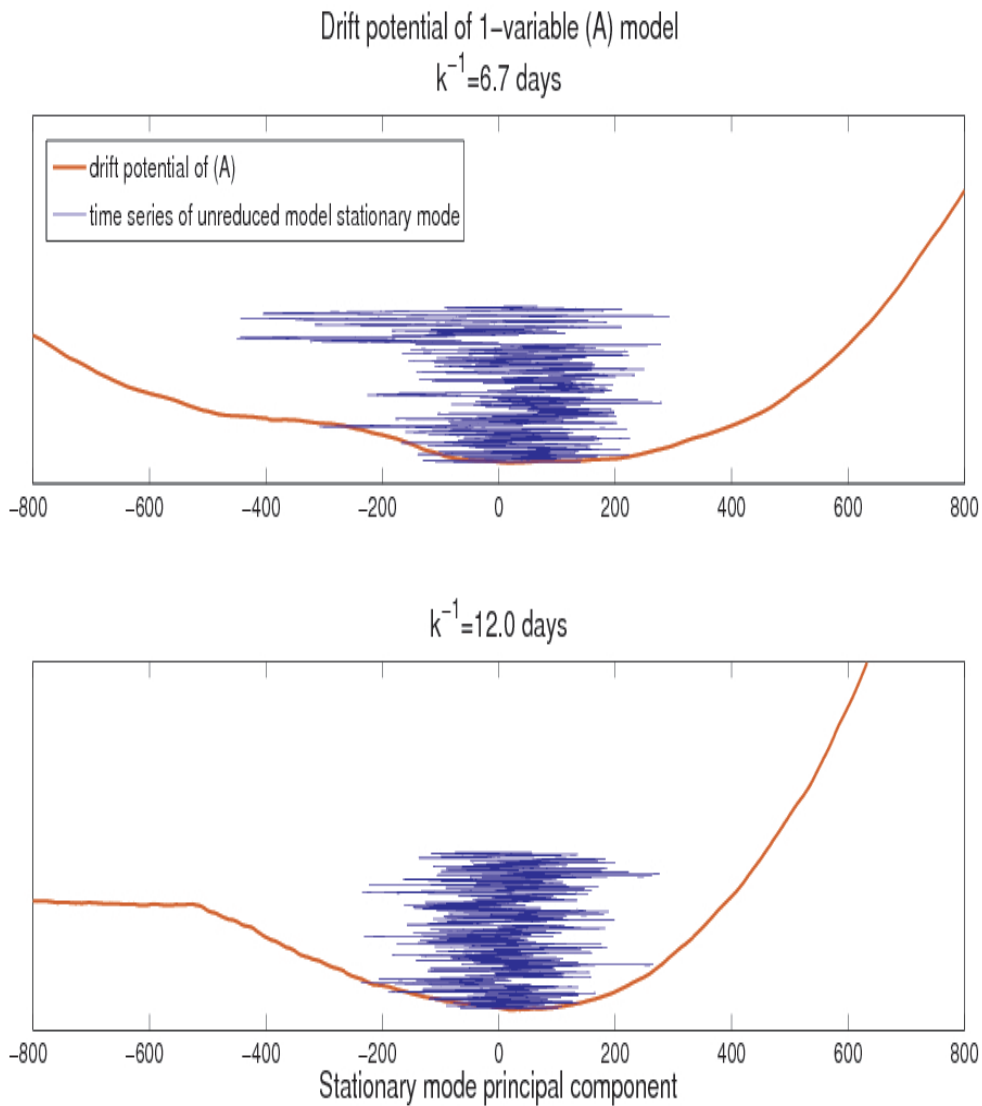 Drift potential of 1−variable (A) model
k⁻¹=6.7 days
drift potential of (A)
time series of unreduced model stationary mode
−800 −600 −400 −200 0 200 400 600 800
k⁻¹=12.0 days
−800 −600 −400 −200 0 200 400 600 800
Stationary mode principal component